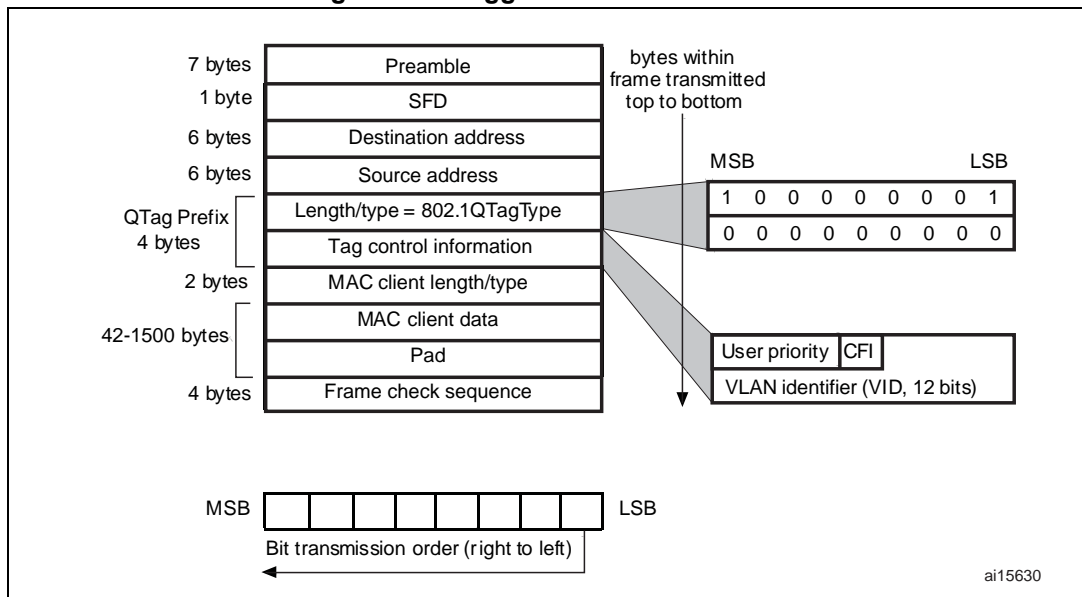 7 bytes
Preamble
bytes within
frame transmitted
top to bottom
1 byte
SFD
6 bytes
Destination address
6 bytes
Source address
MSB LSB
QTag Prefix
4 bytes
Length/type = 802.1QTagType
1 0 0 0 0 0 0 0 1
0 0 0 0 0 0 0 0 0
Tag control information
2 bytes
MAC client length/type
42-1500 bytes
MAC client data
Pad
User priority CFI
VLAN identifier (VID, 12 bits)
4 bytes
Frame check sequence
MSB LSB
Bit transmission order (right to left)
ai15630